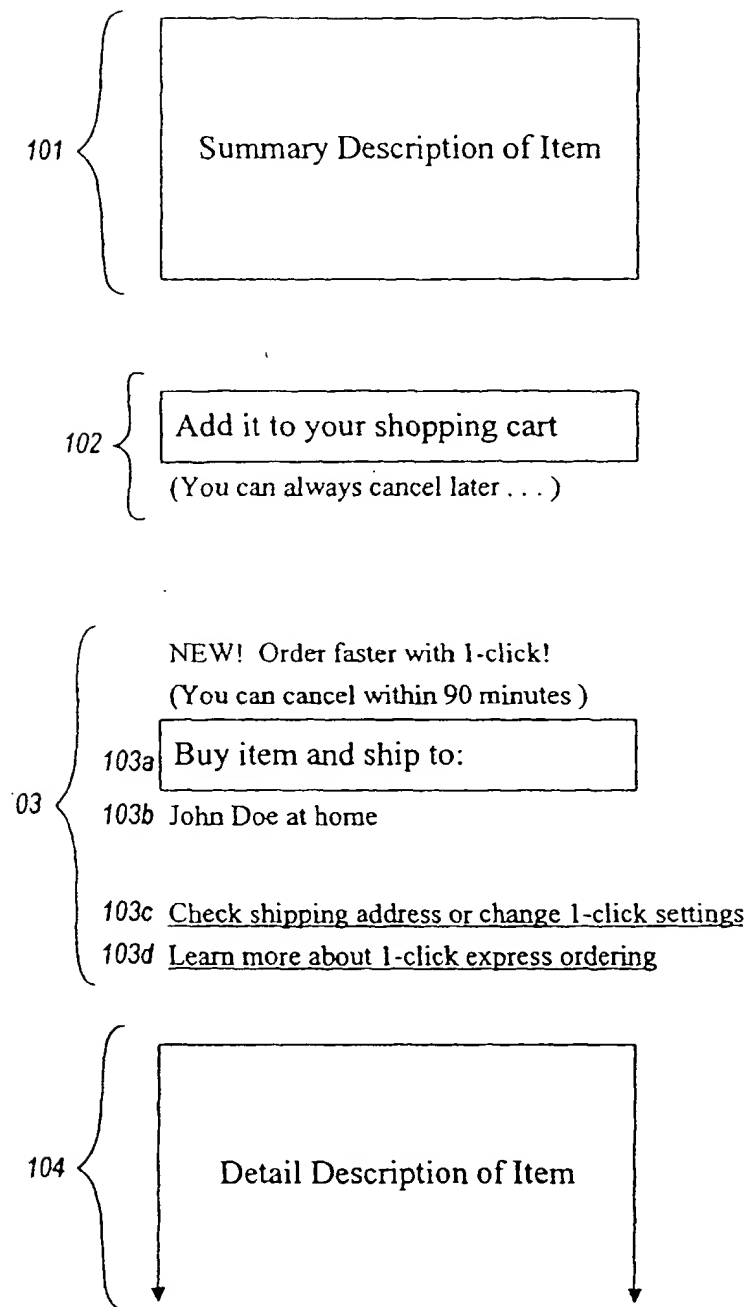 101 Summary Description of Item
102 Add it to your shopping cart
(You can always cancel later . . . )
NEW! Order faster with 1-click!
(You can cancel within 90 minutes )
103a Buy item and ship to:
03
103b John Doe at home
103c Check shipping address or change 1-click settings
103d Learn more about 1-click express ordering
104 Detail Description of Item